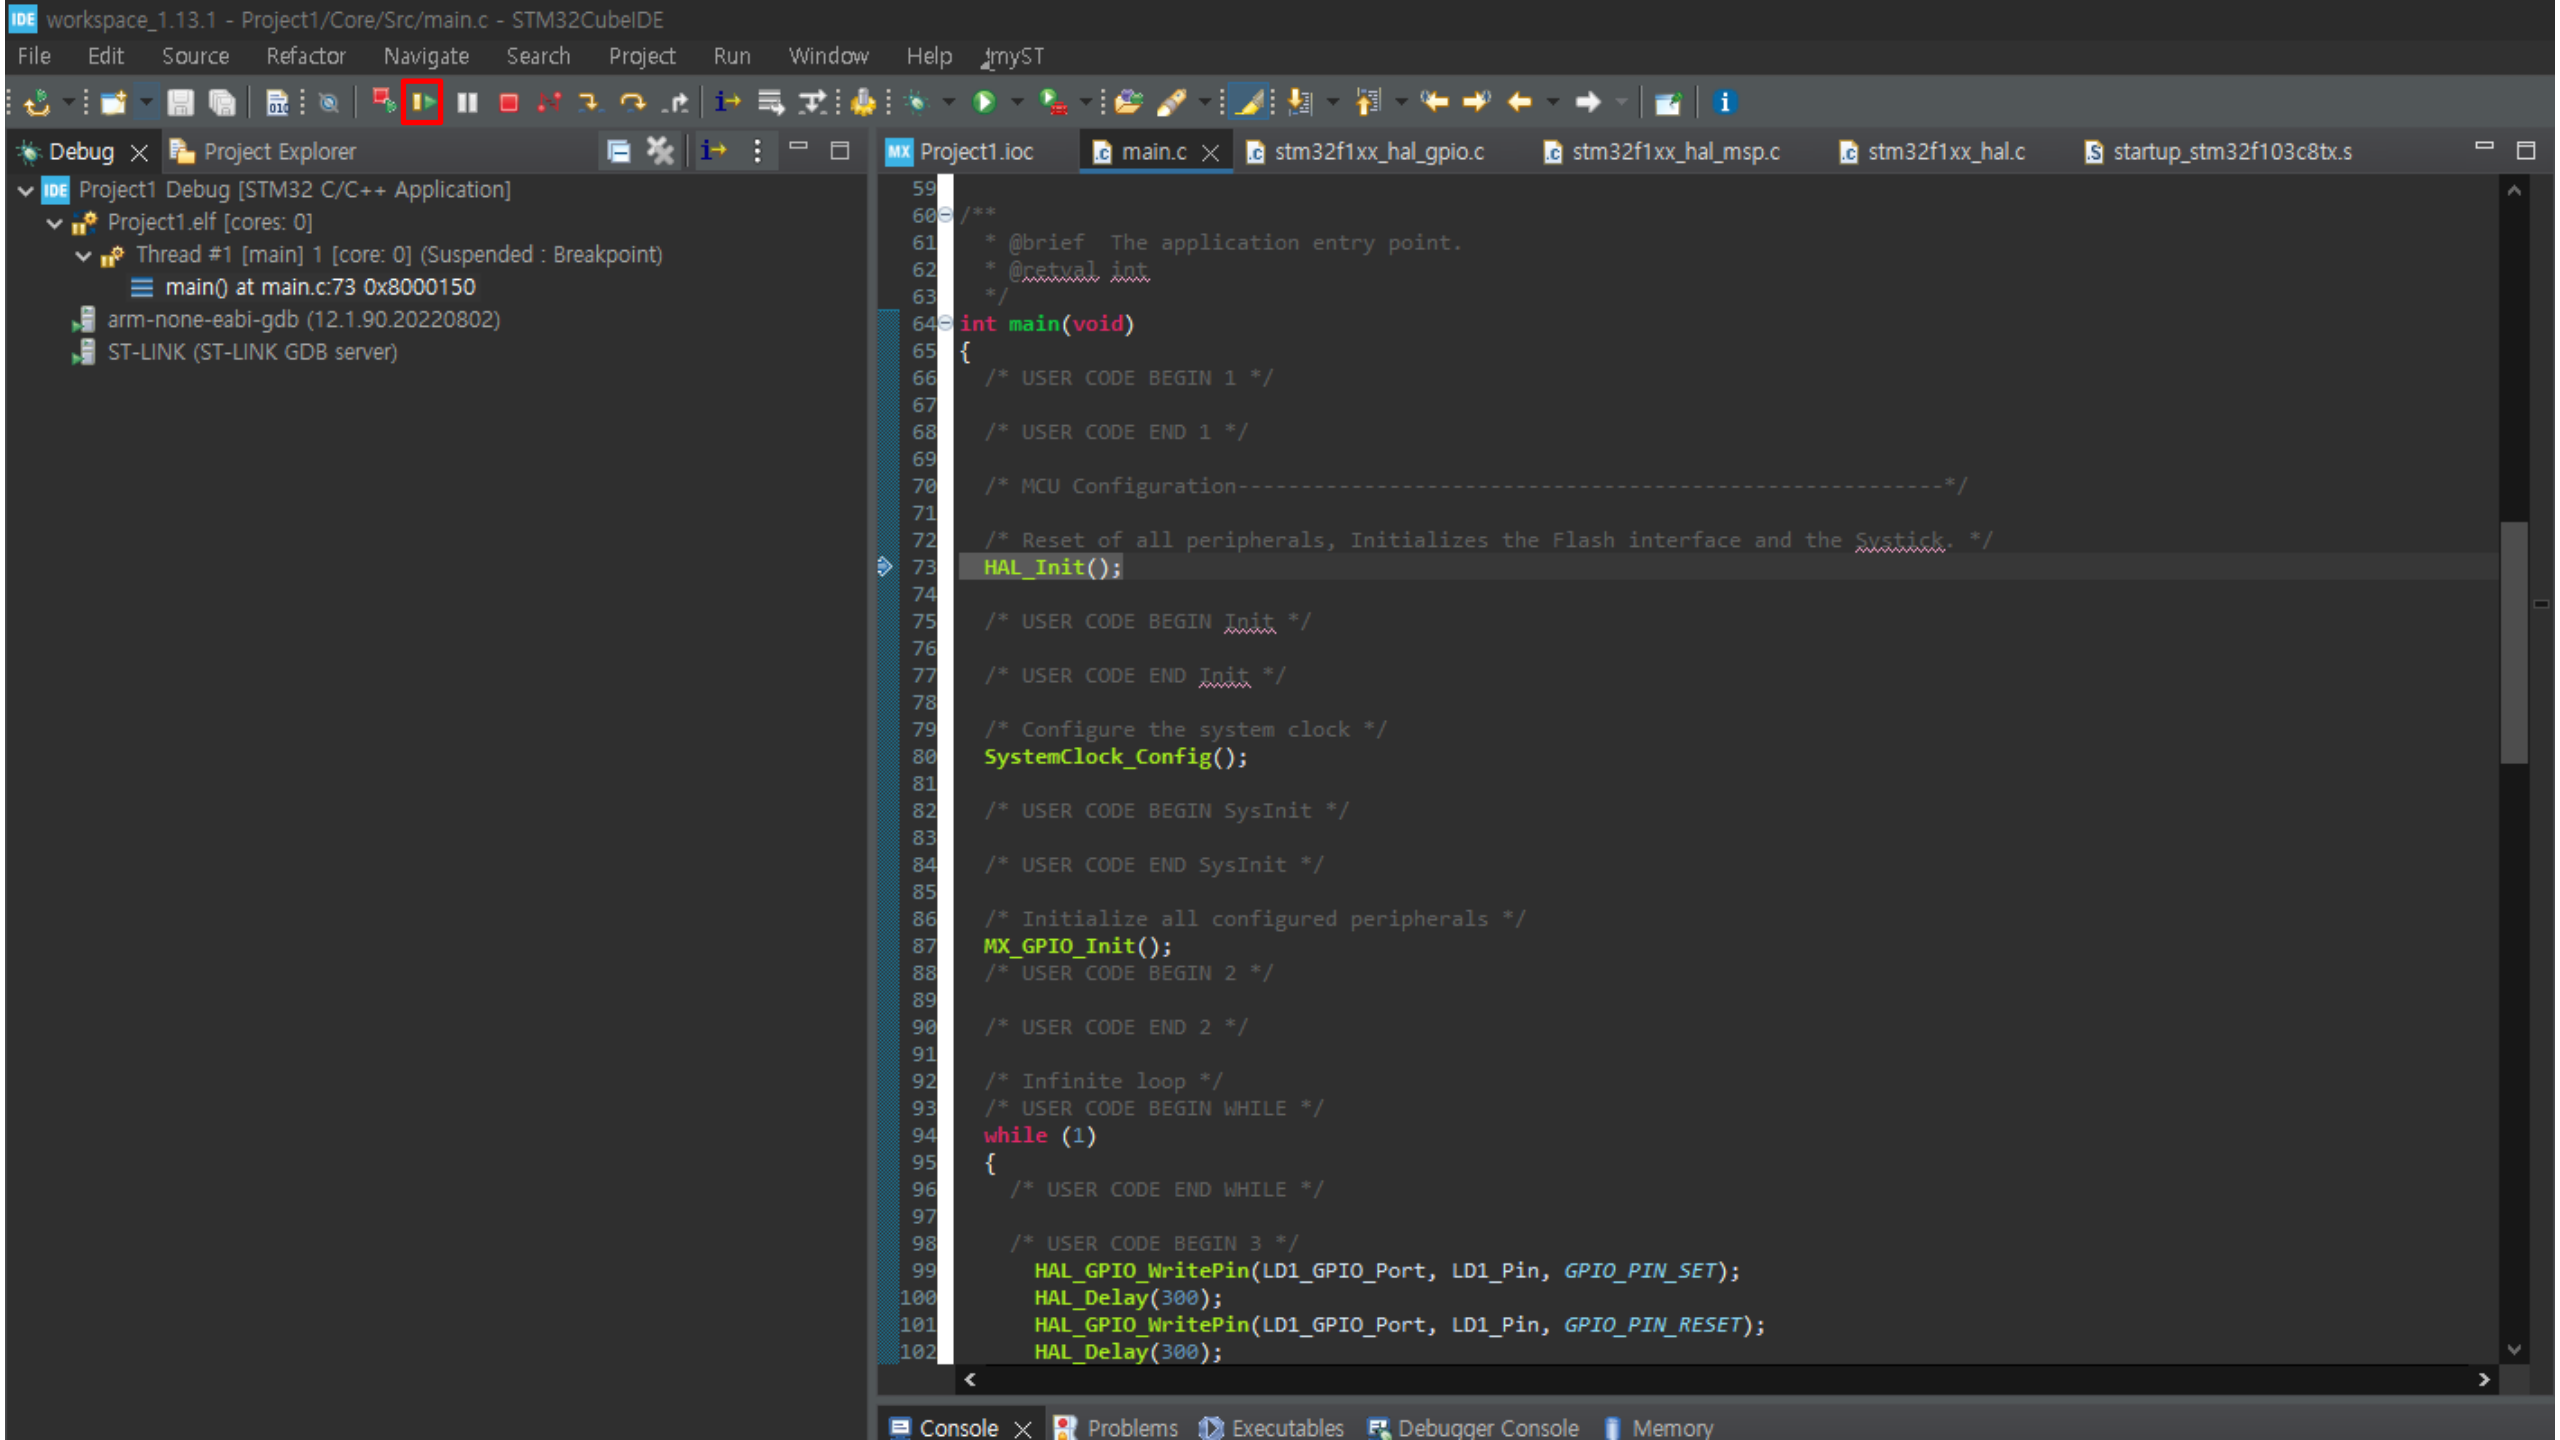 IDE workspace_1.13.1 - Project1/Core/Src/main.c - STM32CubeIDE
File Edit Source Refactor Navigate Search Project Run Window Help myST
010
Debug Project Explorer
IDE Project1 Debug [STM32 C/C++ Application]
Project1.elf [cores: 0]
Thread #1 [main] 1 [core: 0] (Suspended : Breakpoint)
main() at main.c:73 0x8000150
arm-none-eabi-gdb (12.1.90.20220802)
ST-LINK (ST-LINK GDB server)
MX Project1.ioc main.c stm32f1xx_hal_gpio.c stm32f1xx_hal_msp.c stm32f1xx_hal.c startup_stm32f103c8tx.s
59
60 /**
61 * @brief  The application entry point.
62 * @retval int
63 */
64 int main(void)
65 {
66 /* USER CODE BEGIN 1 */
67
68 /* USER CODE END 1 */
69
70 /* MCU Configuration--------------------------------------------------------*/
71
72 /* Reset of all peripherals, Initializes the Flash interface and the Systick. */
73 HAL_Init();
74
75 /* USER CODE BEGIN Init */
76
77 /* USER CODE END Init */
78
79 /* Configure the system clock */
80 SystemClock_Config();
81
82 /* USER CODE BEGIN SysInit */
83
84 /* USER CODE END SysInit */
85
86 /* Initialize all configured peripherals */
87 MX_GPIO_Init();
88 /* USER CODE BEGIN 2 */
89
90 /* USER CODE END 2 */
91
92 /* Infinite loop */
93 /* USER CODE BEGIN WHILE */
94 while (1)
95 {
96 /* USER CODE END WHILE */
97
98 /* USER CODE BEGIN 3 */
99 HAL_GPIO_WritePin(LD1_GPIO_Port, LD1_Pin, GPIO_PIN_SET);
100 HAL_Delay(300);
101 HAL_GPIO_WritePin(LD1_GPIO_Port, LD1_Pin, GPIO_PIN_RESET);
102 HAL_Delay(300);
Console Problems Executables Debugger Console Memory